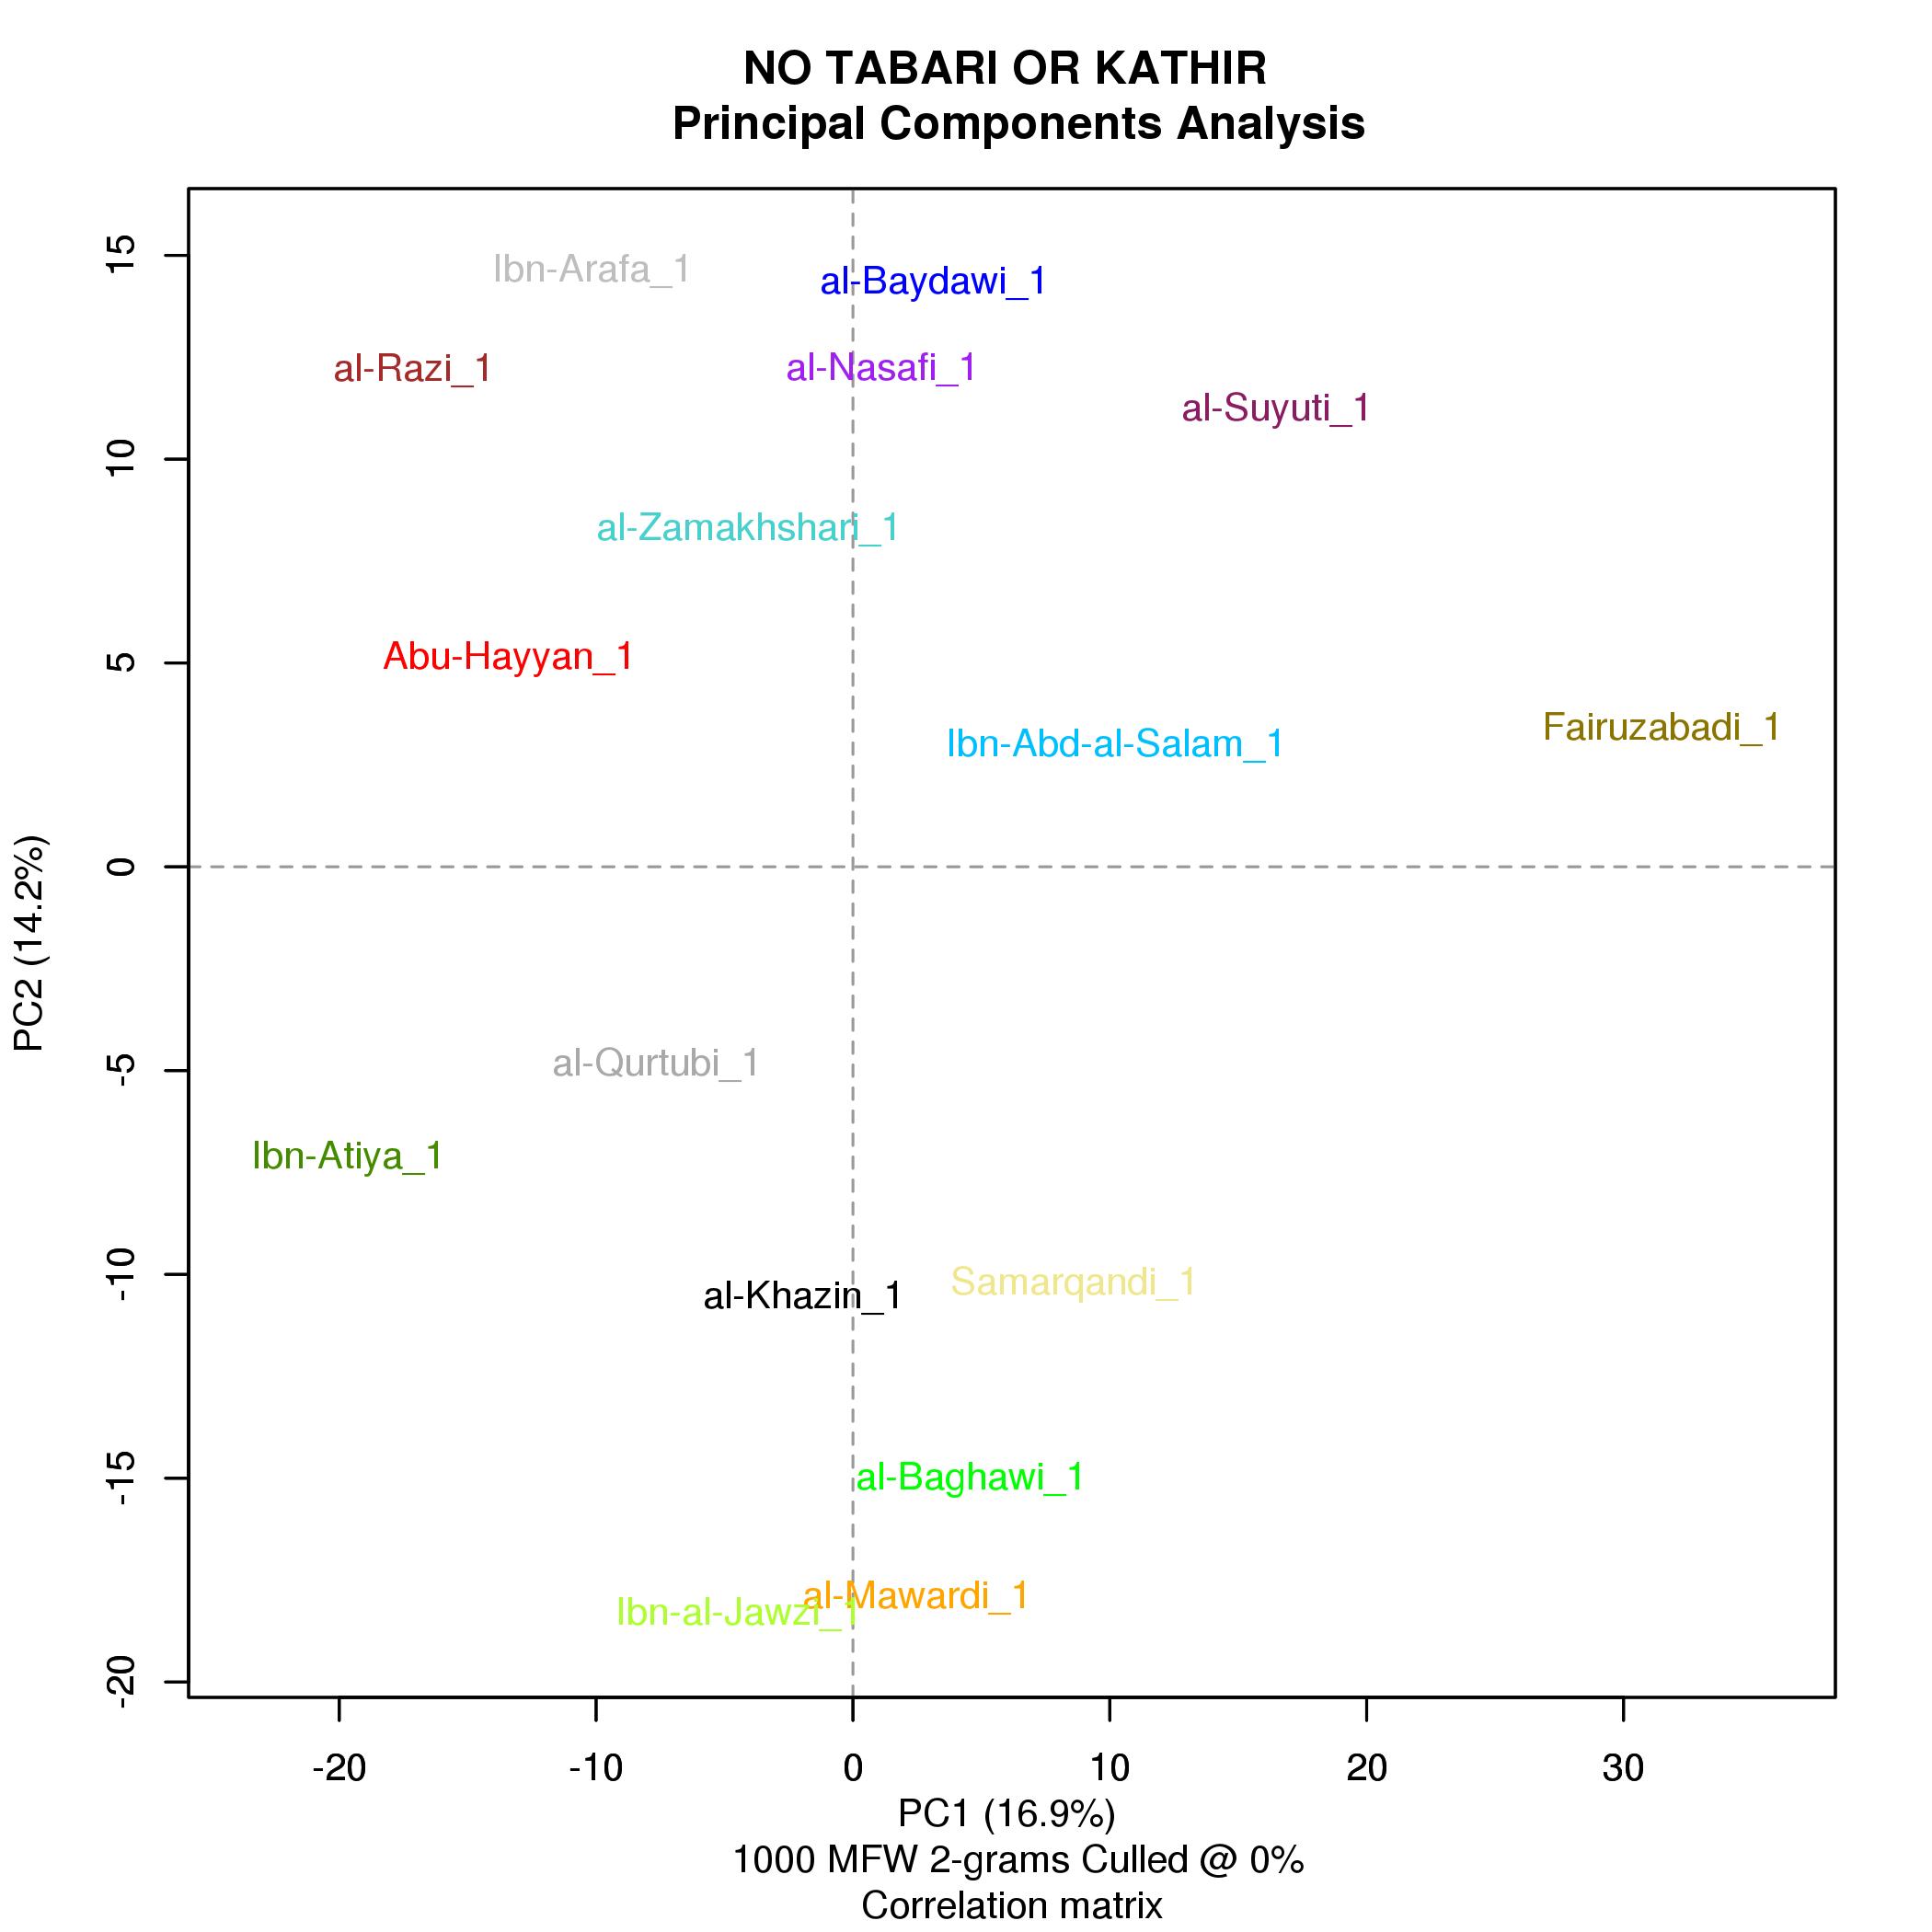 NO TABARI OR KATHIR
Principal Components Analysis
15
10
5
0
-5
-10
-15
-20
PC2 (14.2%)
Ibn-Arafa_1
al-Baydawi_1
al-Razi_1
al-Nasafi_1
al-Suyuti_1
al-Zamakhshari_1
Abu-Hayyan_1
Fairuzabadi_1
Ibn-Abd-al-Salam_1
al-Qurtubi_1
Ibn-Atiya_1
al-Khazin_1
Samarqandi_1
al-Baghawi_1
al-Mawardi_1
Ibn-al-Jawzi_1
-20 -10 0 10 20 30
PC1 (16.9%)
1000 MFW 2-grams Culled @ 0%
Correlation matrix